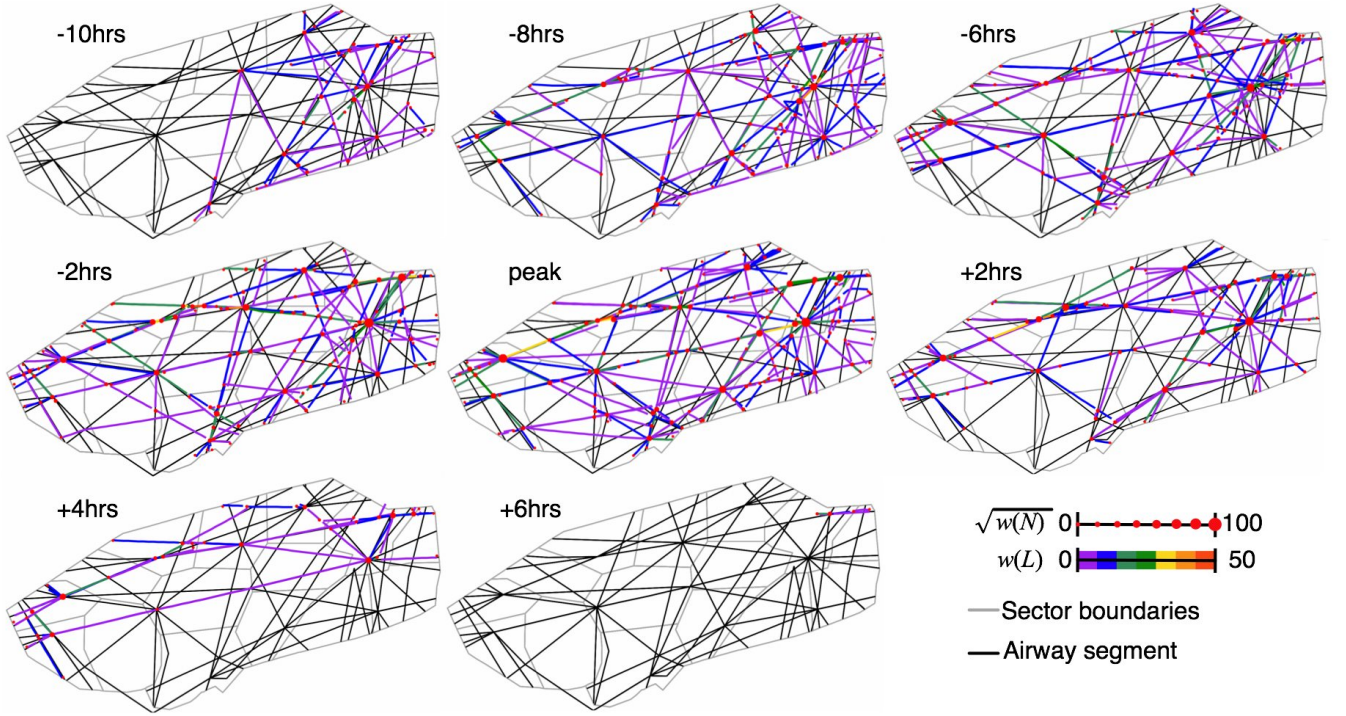 -10hrs
-8hrs
-6hrs
-2hrs
peak
+2hrs
+4hrs
+6hrs
√w(N) 0 100
w(L) 0 50
Sector boundaries
Airway segment